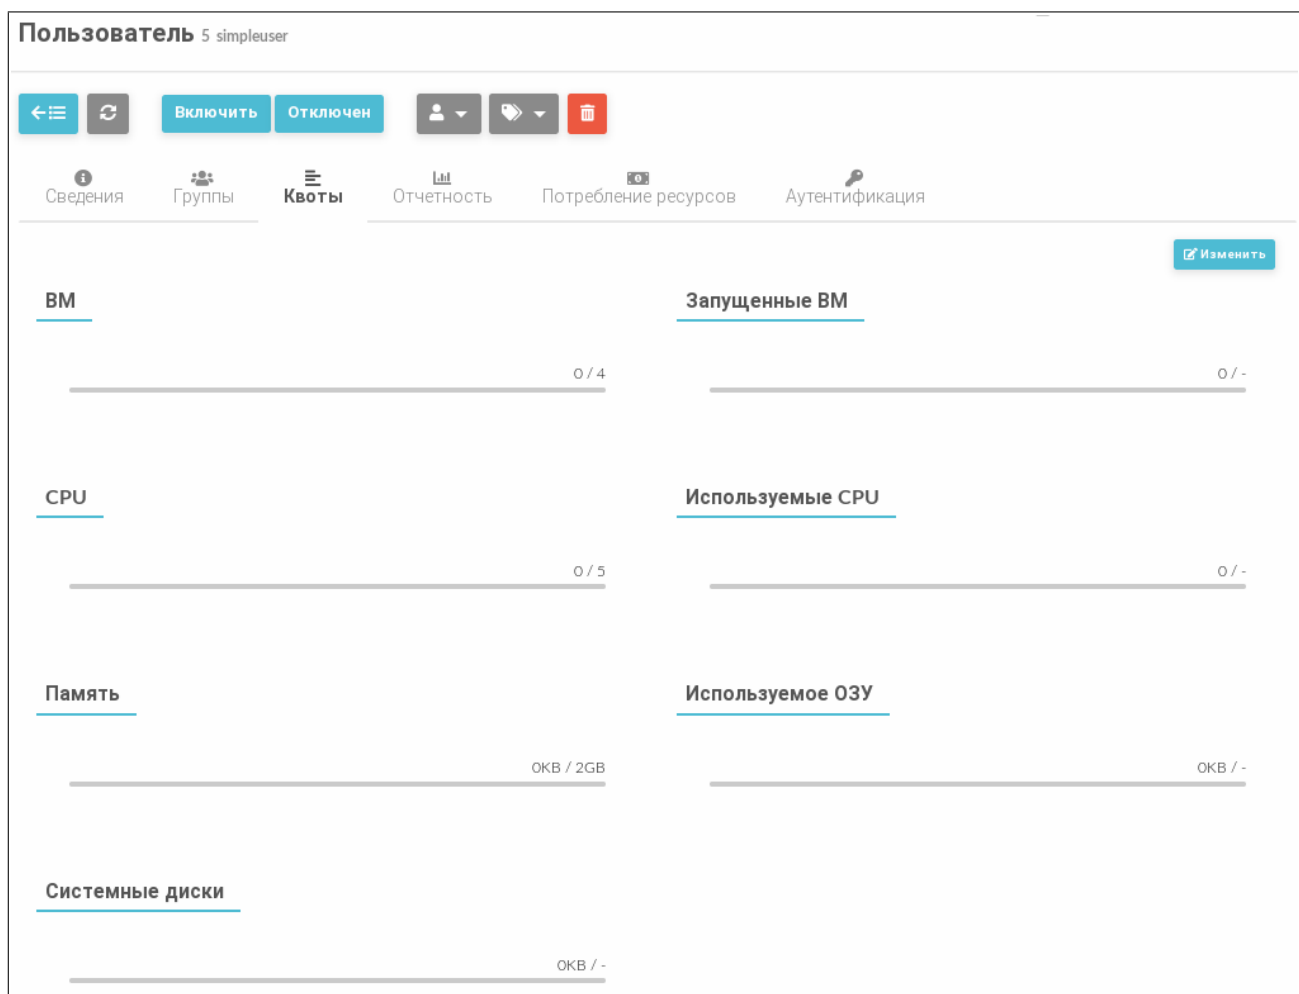 Пользователь 5 simpleuser
Включить Отключен
Сведения Группы Квоты Отчетность Потребление ресурсов Аутентификация
Изменить
ВМ Запущенные ВМ
0 / 4 0 / -
CPU Используемые CPU
0 / 5 0 / -
Память Используемое ОЗУ
0KB / 2GB 0KB / -
Системные диски
0KB / -